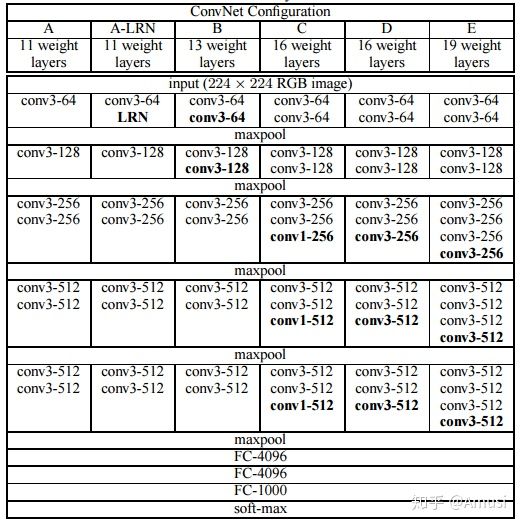 ConvNet Configuration
A A-LRN B C D E
11 weight layers 11 weight layers 13 weight layers 16 weight layers 16 weight layers 19 weight layers
input (224 × 224 RGB image)
conv3-64 conv3-64 conv3-64 conv3-64 conv3-64 conv3-64
LRN conv3-64 conv3-64 conv3-64 conv3-64
maxpool
conv3-128 conv3-128 conv3-128 conv3-128 conv3-128 conv3-128
conv3-128 conv3-128 conv3-128 conv3-128
maxpool
conv3-256 conv3-256 conv3-256 conv3-256 conv3-256 conv3-256
conv3-256 conv3-256 conv3-256 conv3-256 conv3-256 conv3-256
conv1-256 conv3-256 conv3-256
conv3-256
maxpool
conv3-512 conv3-512 conv3-512 conv3-512 conv3-512 conv3-512
conv3-512 conv3-512 conv3-512 conv3-512 conv3-512 conv3-512
conv1-512 conv3-512 conv3-512
conv3-512
maxpool
conv3-512 conv3-512 conv3-512 conv3-512 conv3-512 conv3-512
conv3-512 conv3-512 conv3-512 conv3-512 conv3-512 conv3-512
conv1-512 conv3-512 conv3-512
conv3-512
maxpool
FC-4096
FC-4096
FC-1000
soft-max
知乎 @Amusi